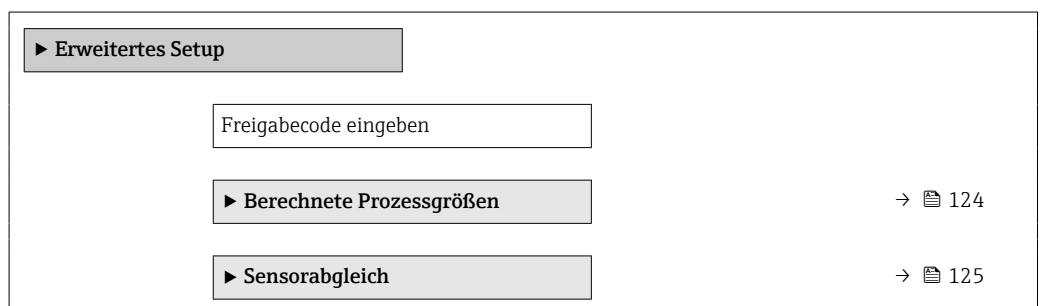 ▶ Erweitertes Setup
Freigabecode eingeben
▶ Berechnete Prozessgrößen → 124
▶ Sensorabgleich → 125